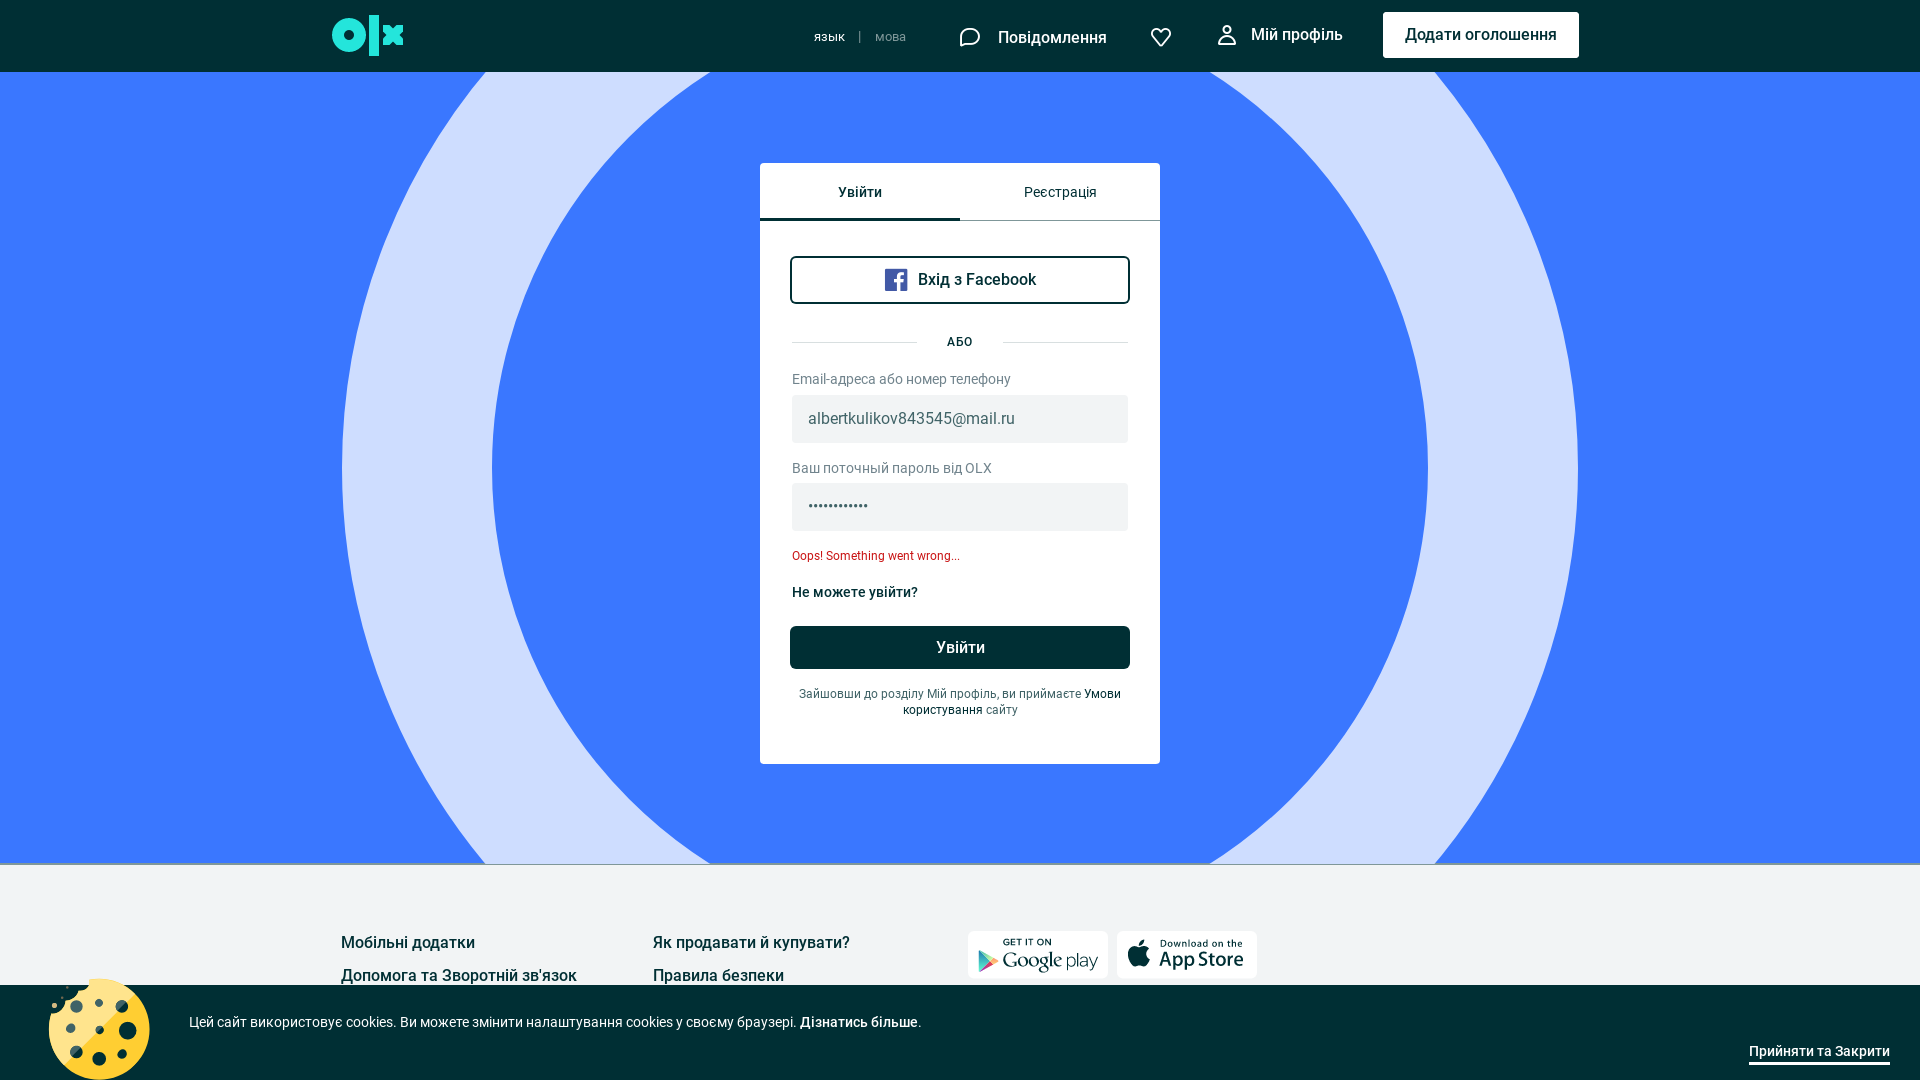 olx
язык | мова
Повідомлення
Мій профіль
Додати оголошення
Увійти
Реєстрація
Вхід з Facebook
АБО
Email-адреса або номер телефону
albertkulikov843545@mail.ru
Ваш поточный пароль від OLX
••••••••••••
Oops! Something went wrong...
Не можете увійти?
Увійти
Зайшовши до розділу Мій профіль, ви приймаєте Умови
користування сайту
Мобільні додатки
Як продавати й купувати?
GET IT ON
Google play
Download on the
App Store
Допомога та Зворотній зв'язок
Правила безпеки
Цей сайт використовує cookies. Ви можете змінити налаштування cookies у своєму браузері. Дізнатись більше.
Прийняти та Закрити